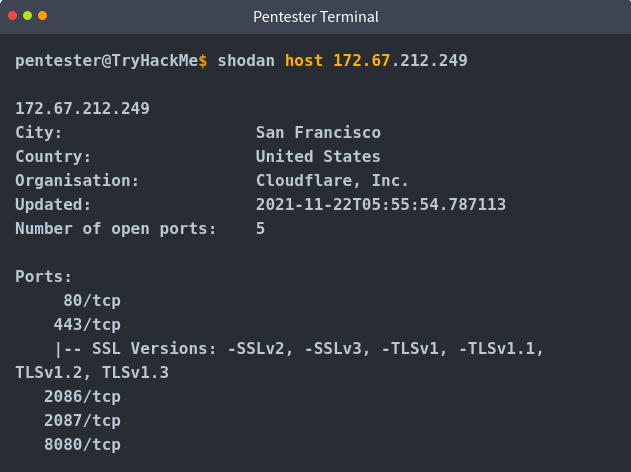 Pentester Terminal
pentester@TryHackMe$ shodan host 172.67.212.249
172.67.212.249
City: San Francisco
Country: United States
Organisation: Cloudflare, Inc.
Updated: 2021-11-22T05:55:54.787113
Number of open ports: 5
Ports:
80/tcp
443/tcp
|-- SSL Versions: -SSLv2, -SSLv3, -TLSv1, -TLSv1.1,
TLSv1.2, TLSv1.3
2086/tcp
2087/tcp
8080/tcp